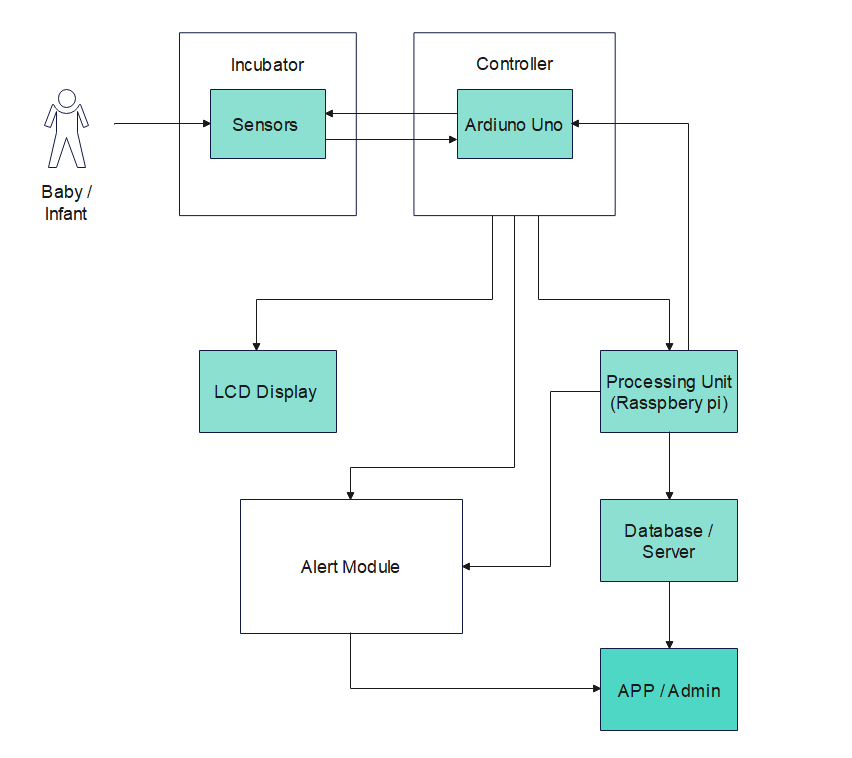 Incubator
Controller
Sensors
Ardiuno Uno
Baby /
Infant
LCD Display
Processing Unit
(Rasspbery pi)
Database /
Server
Alert Module
APP / Admin